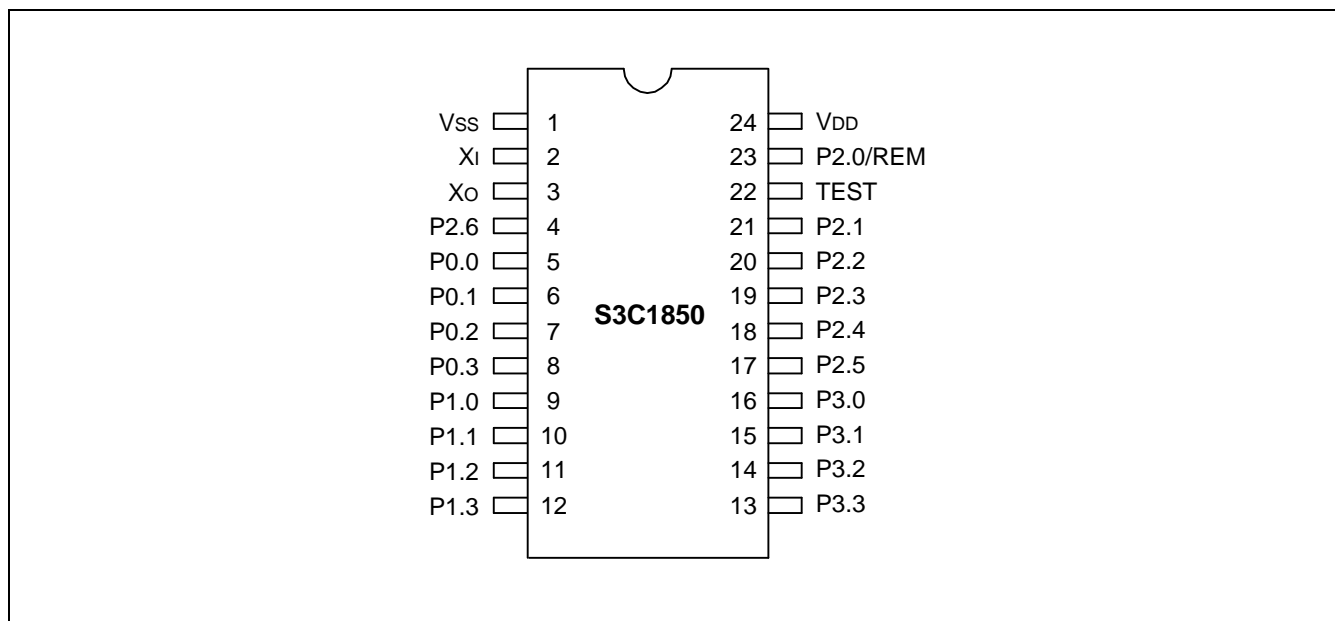 VSS 1 24 VDD
XI 2 23 P2.0/REM
XO 3 22 TEST
P2.6 4 21 P2.1
P0.0 5 20 P2.2
P0.1 6 19 P2.3
S3C1850
P0.2 7 18 P2.4
P0.3 8 17 P2.5
P1.0 9 16 P3.0
P1.1 10 15 P3.1
P1.2 11 14 P3.2
P1.3 12 13 P3.3